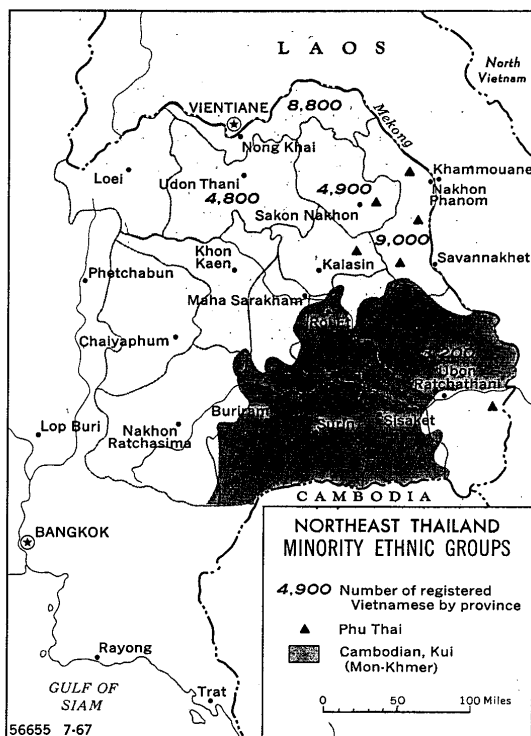 LAOS
North
Vietnam
VIENTIANE
8,800
Mekong
Nong Khai
Loei
Udon Thani
4,800
4,900
Sakon Nakhon
Khammouane
Nakhon
Phanom
9,000
Khon
Kaen
Kalasin
Savannakhet
Phetchabun
Maha Sarakham
Chaiyaphum
Ubon
Ratchathani
Lop Buri
Nakhon
Ratchasima
Buriram
Surin
Sisaket
CAMBODIA
BANGKOK
Rayong
GULF OF
SIAM
Trat
NORTHEAST THAILAND
MINORITY ETHNIC GROUPS
4,900 Number of registered
Vietnamese by province
Phu Thai
Cambodian, Kui
(Mon-Khmer)
0 50 100 Miles
56655 7-67